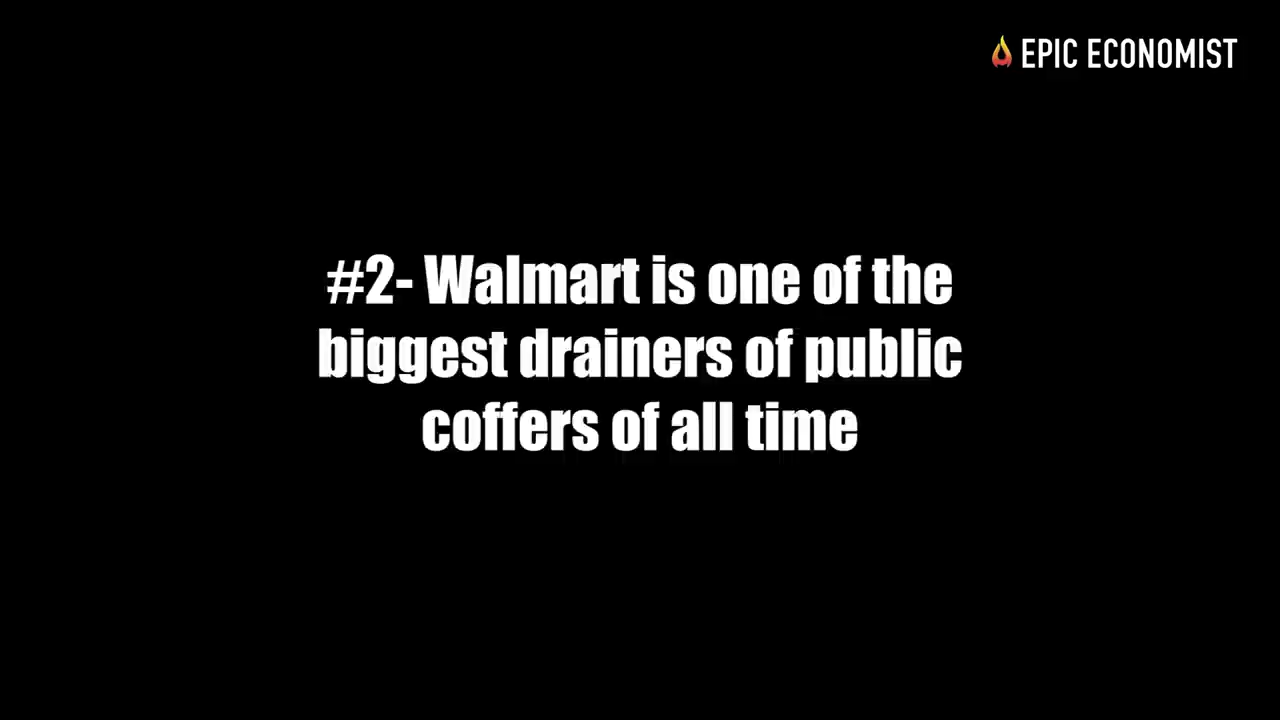 EPIC ECONOMIST
#2- Walmart is one of the
biggest drainers of public
coffers of all time